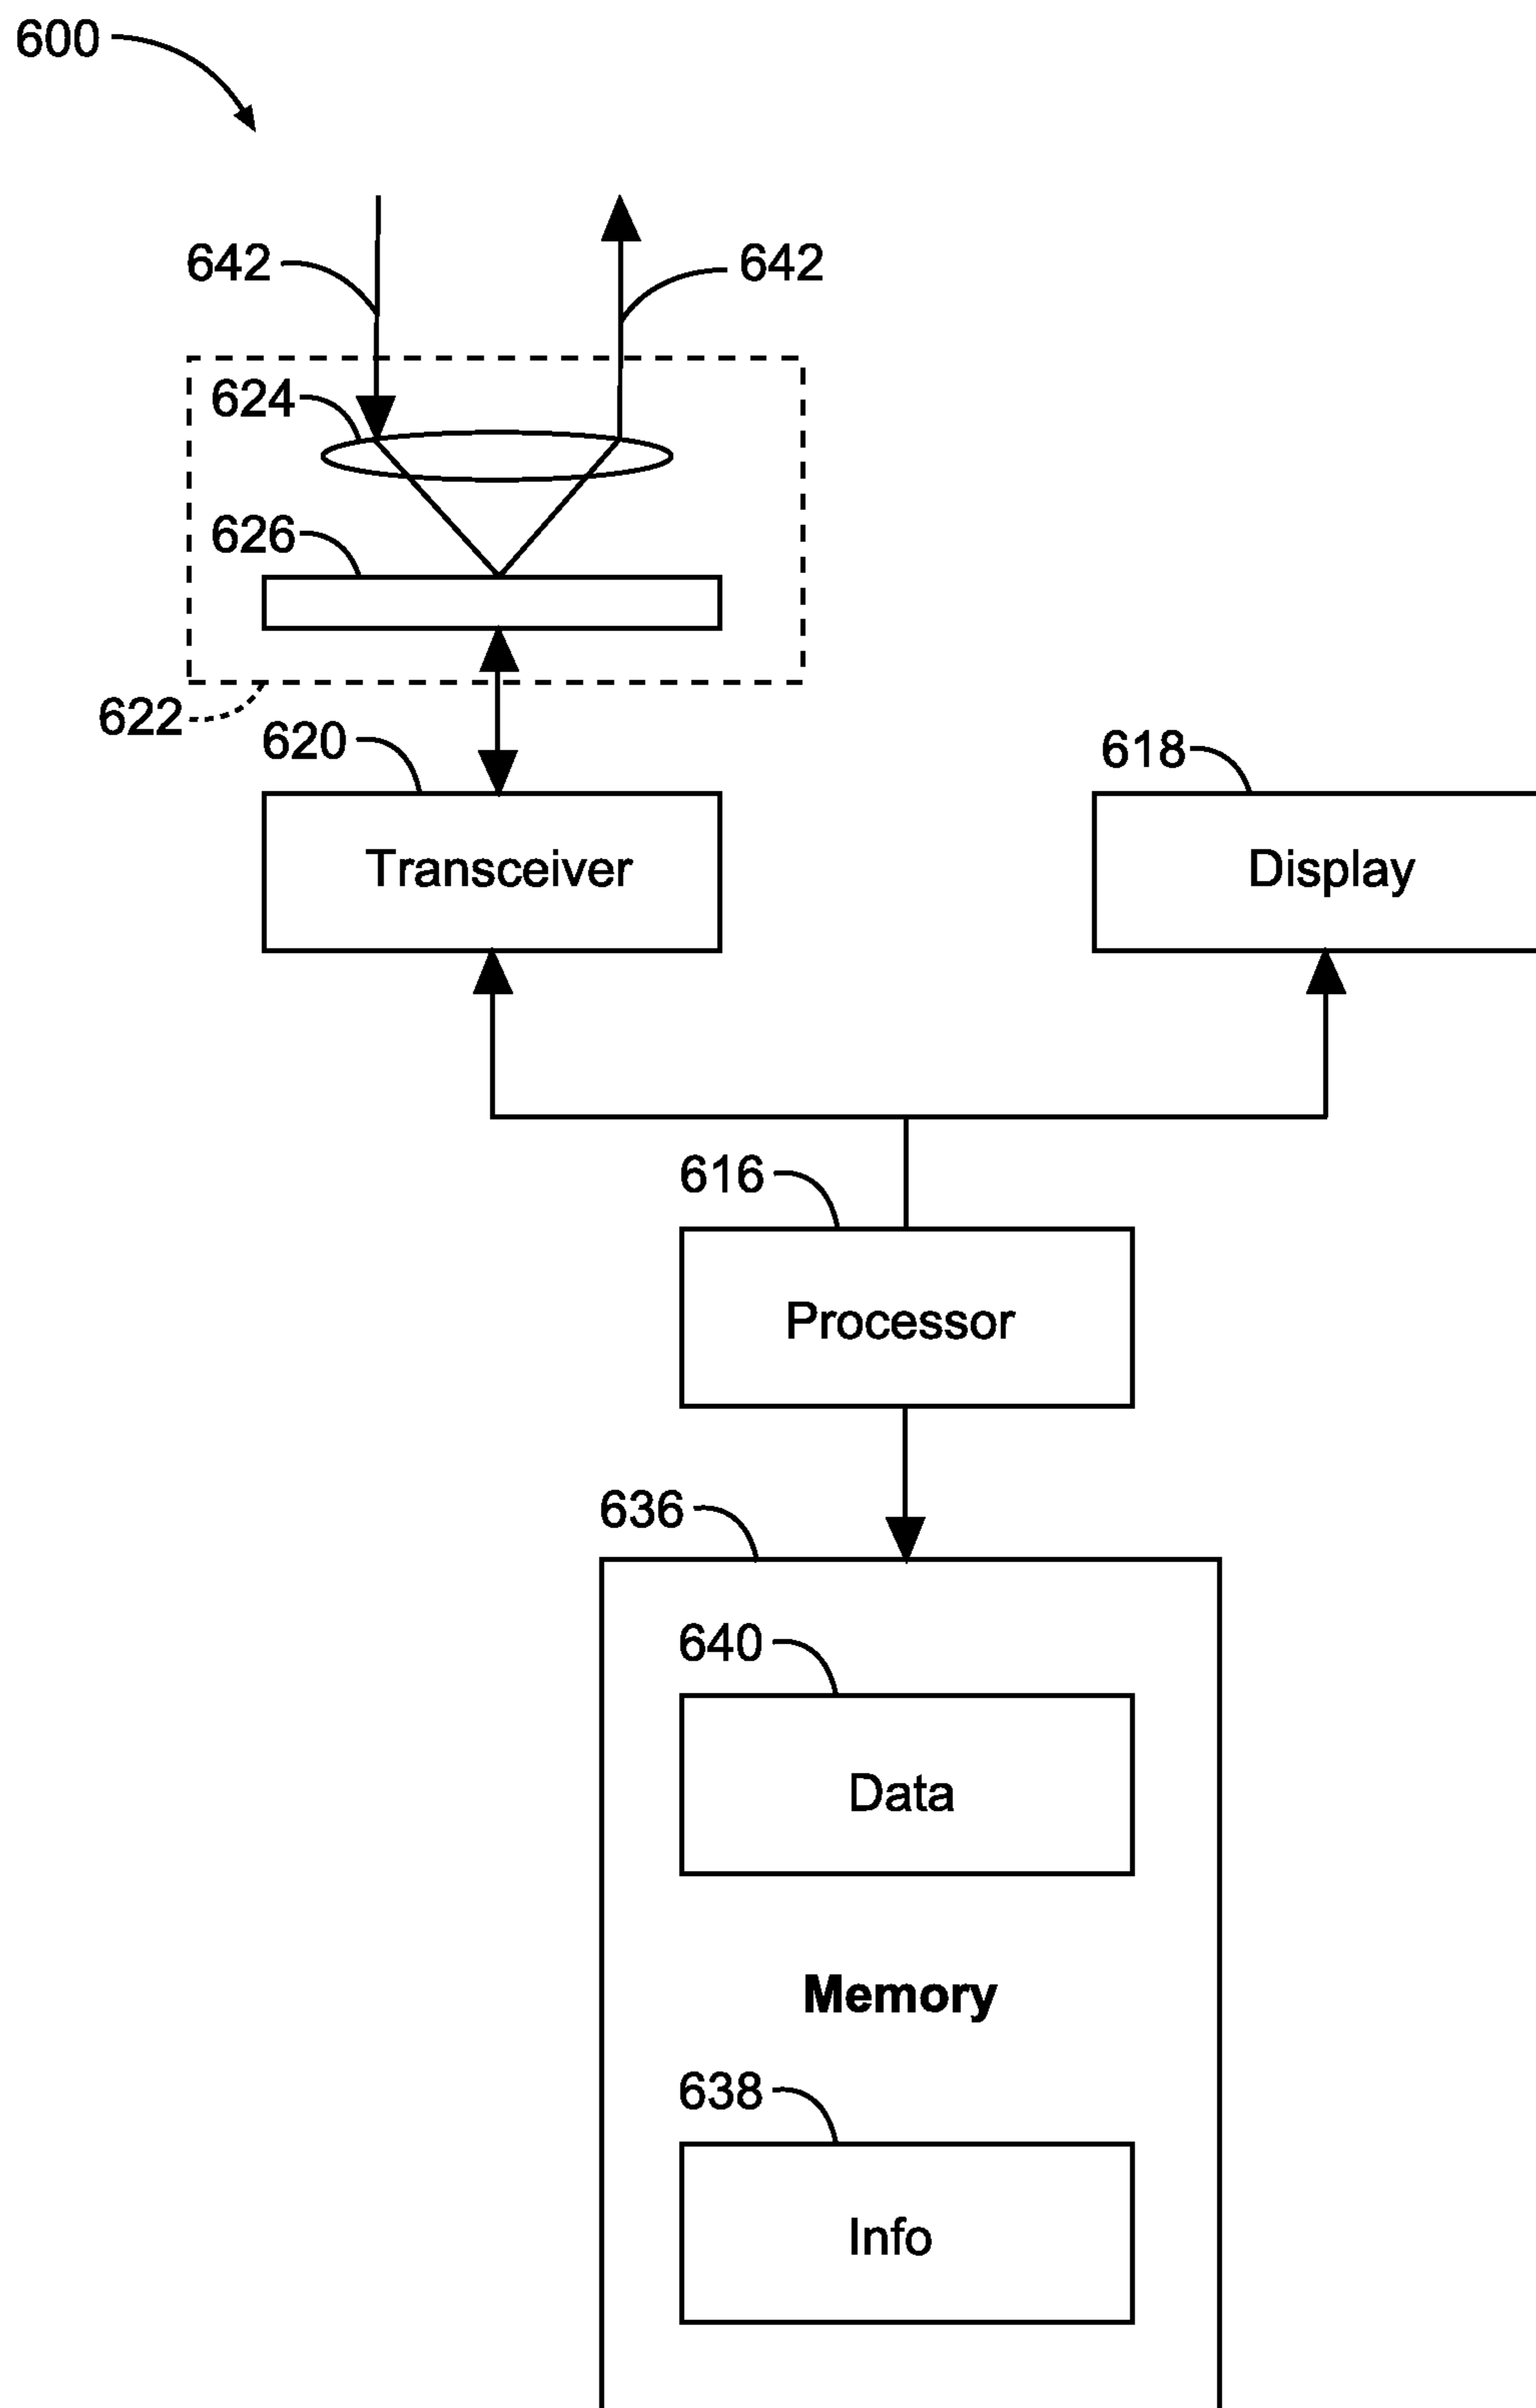 600
642
642
624
626
622
620
618
Transceiver
Display
616
Processor
636
640
Data
Memory
638
Info